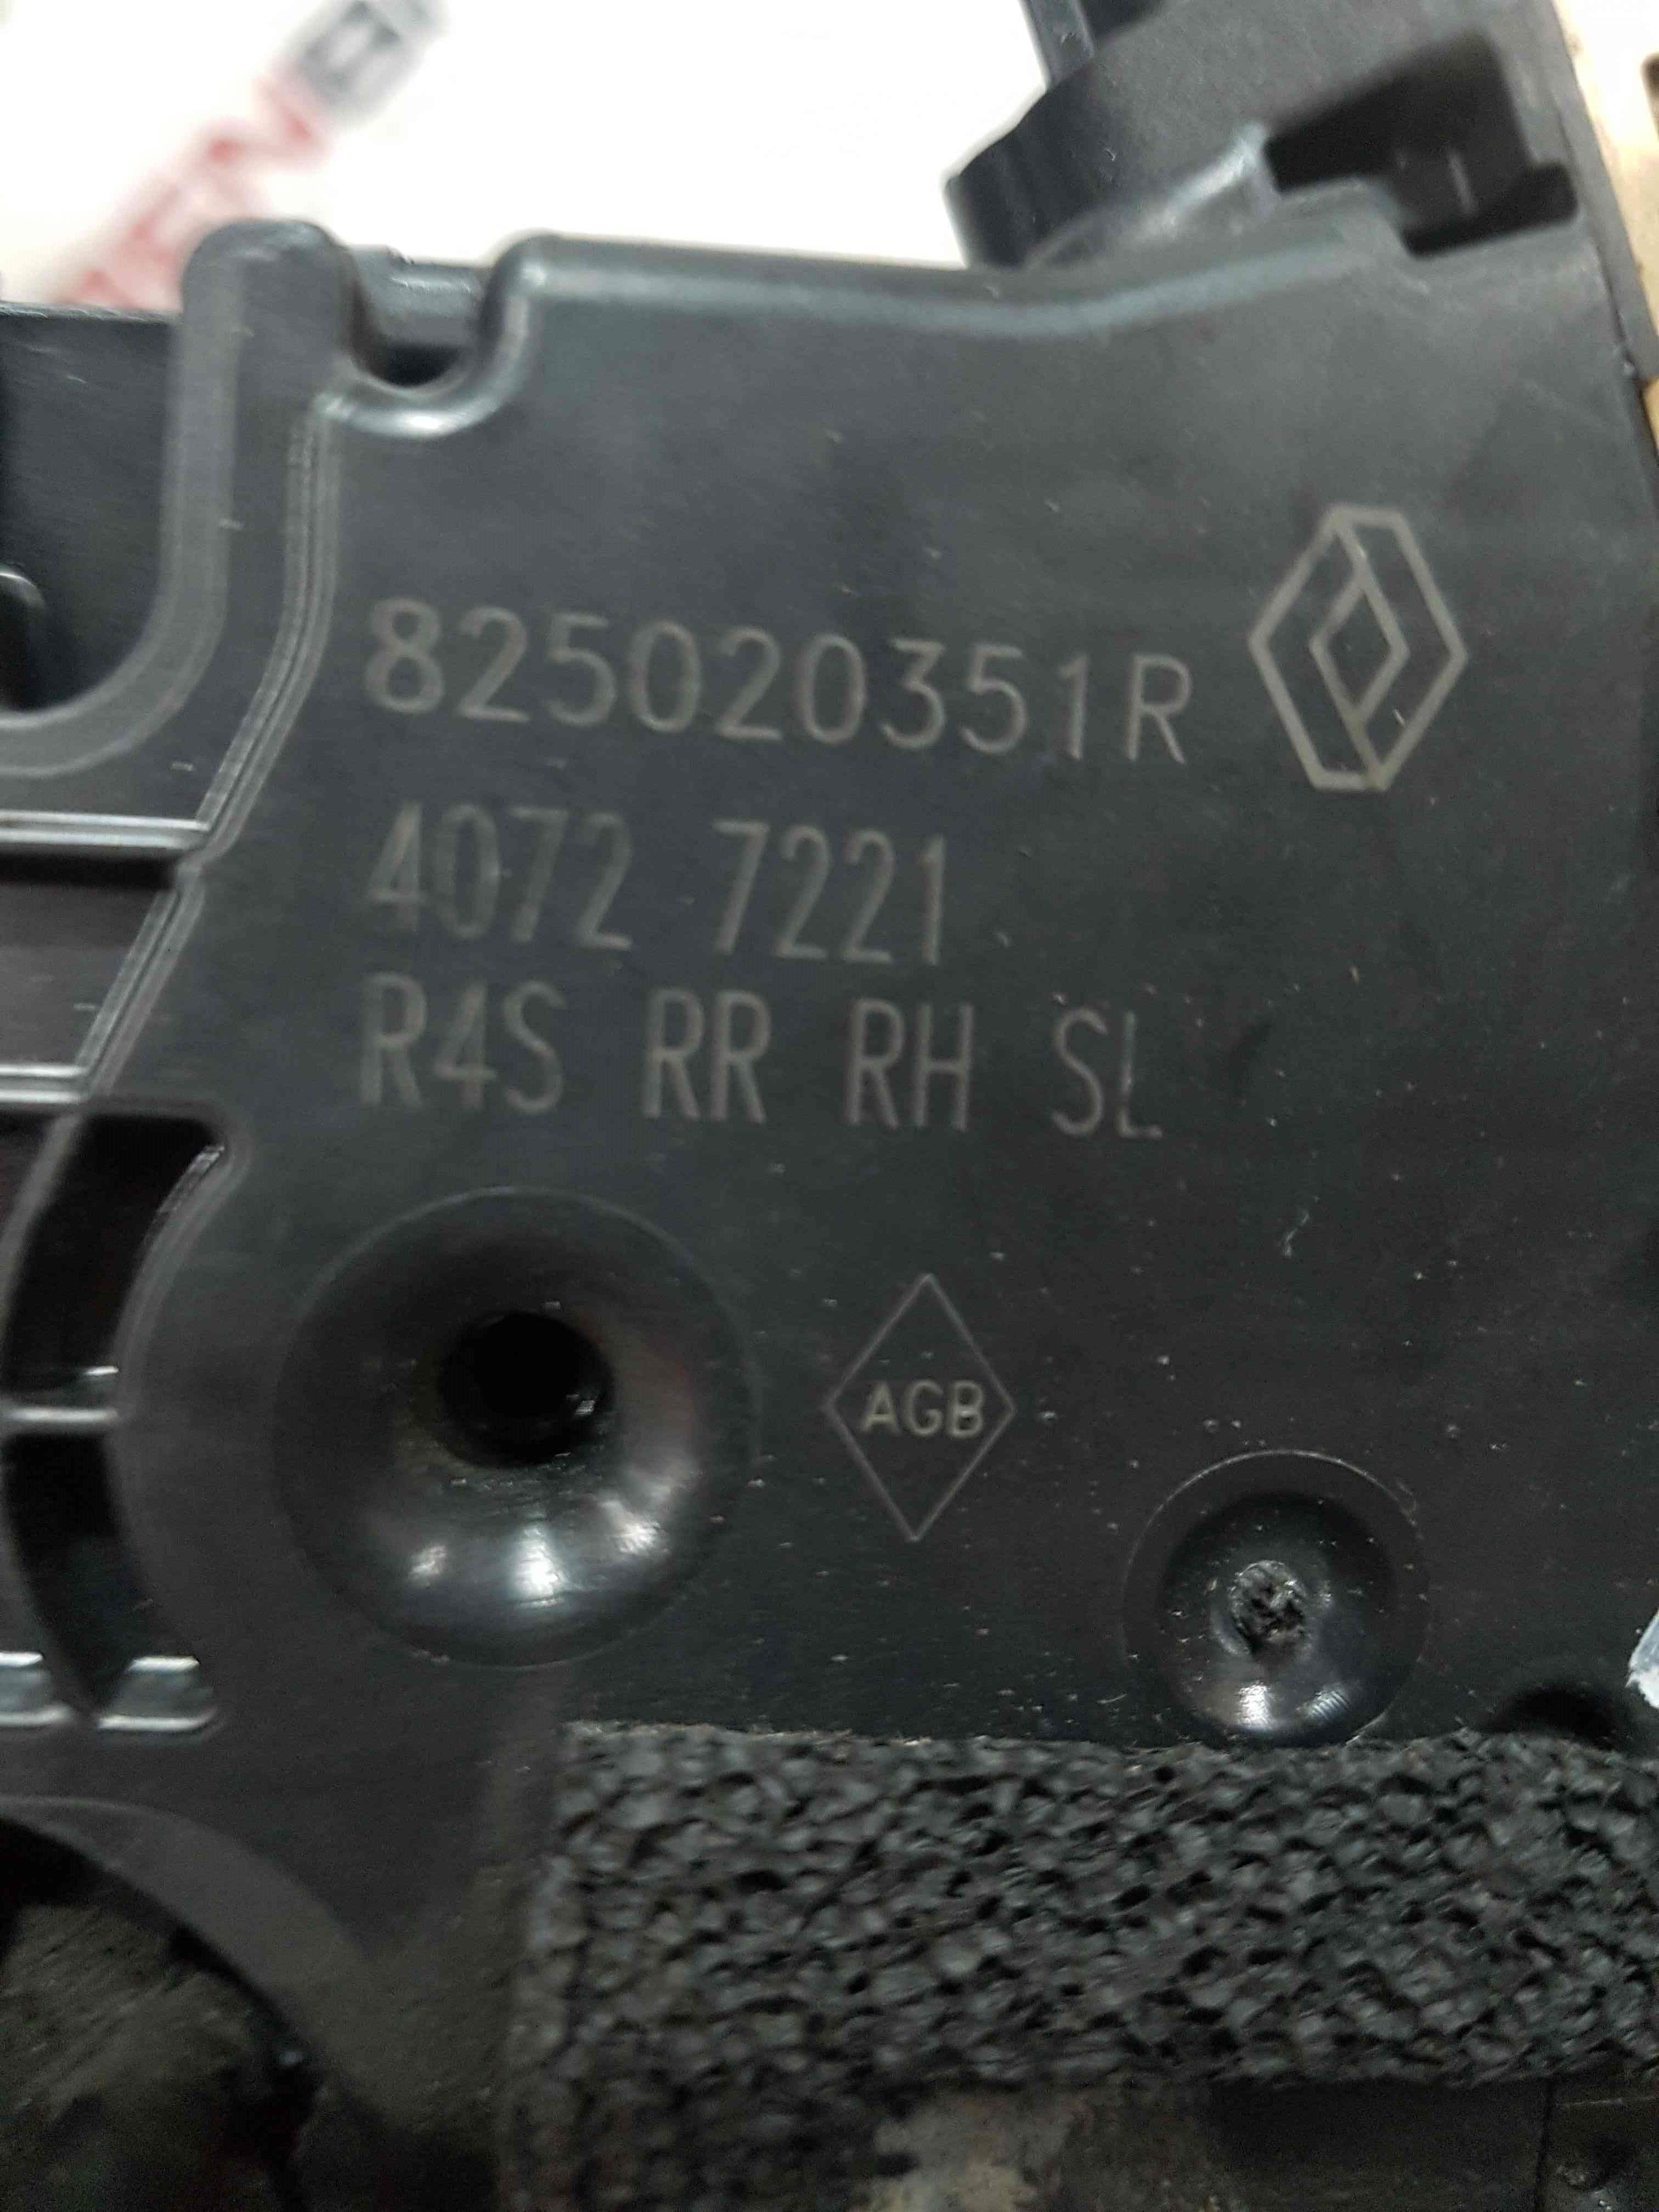 825020351R
4072 7221
R4S RR RH SL
AGB